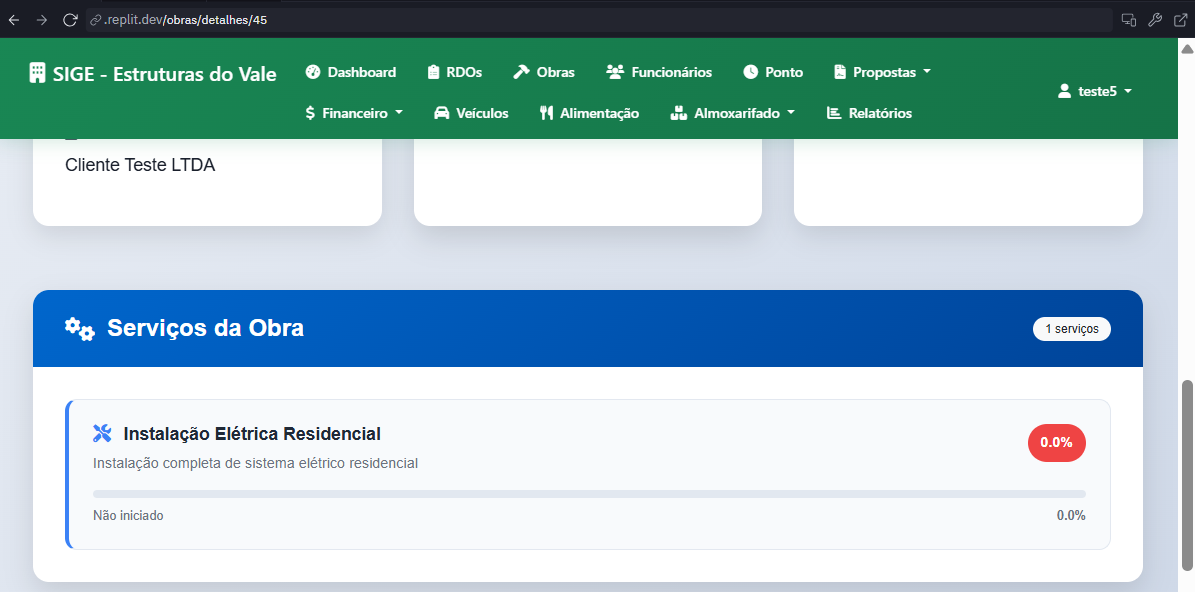 .replit.dev/obras/detalhes/45
SIGE - Estruturas do Vale
Dashboard RDOs Obras Funcionários Ponto Propostas
teste5
Financeiro Veículos Alimentação Almoxarifado Relatórios
Cliente Teste LTDA
Serviços da Obra
1 serviços
Instalação Elétrica Residencial
0.0%
Instalação completa de sistema elétrico residencial
Não iniciado 0.0%